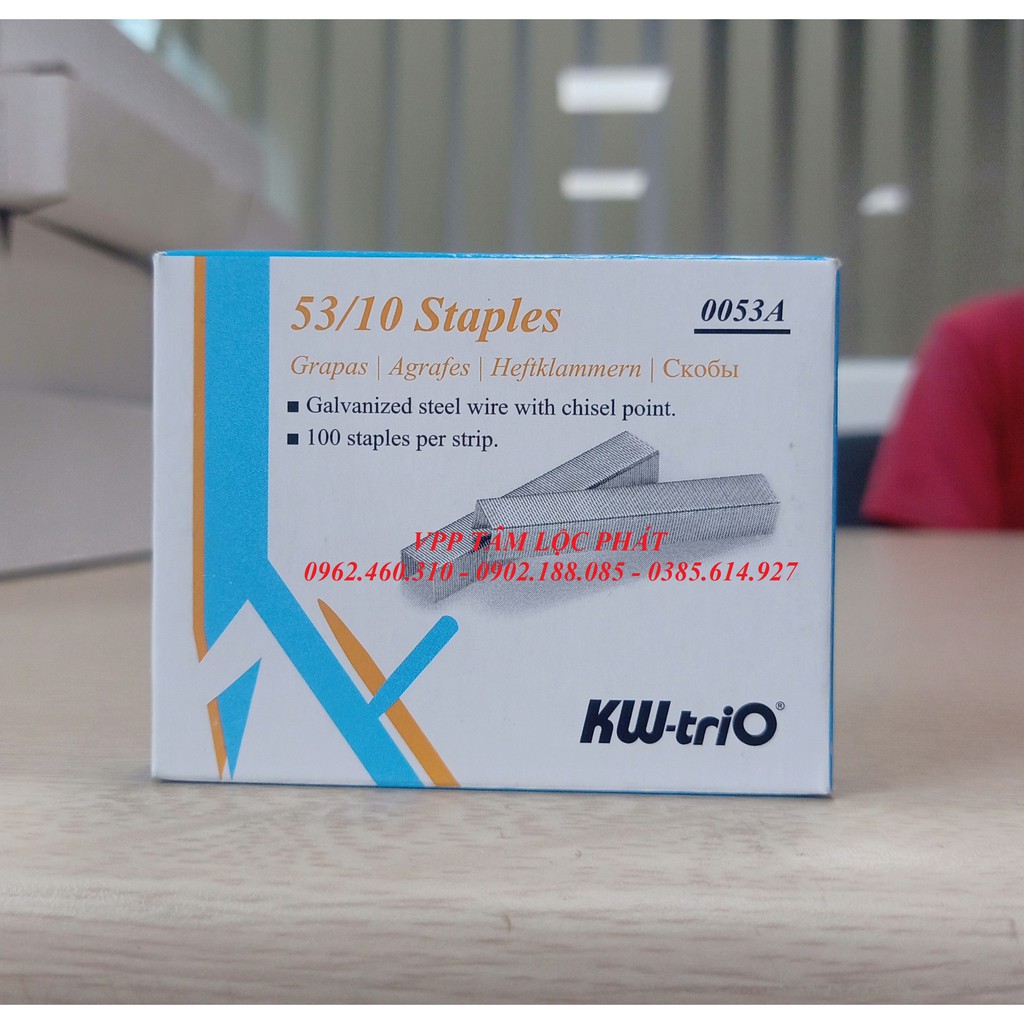 53/10 Staples
0053A
Grapas | Agrafes | Heftklammern | Скобы
■ Galvanized steel wire with chisel point.
■ 100 staples per strip.
VPP TÂM LỘC PHÁT
0962.460.310 - 0902.188.085 - 0385.614.927
KW-triO®